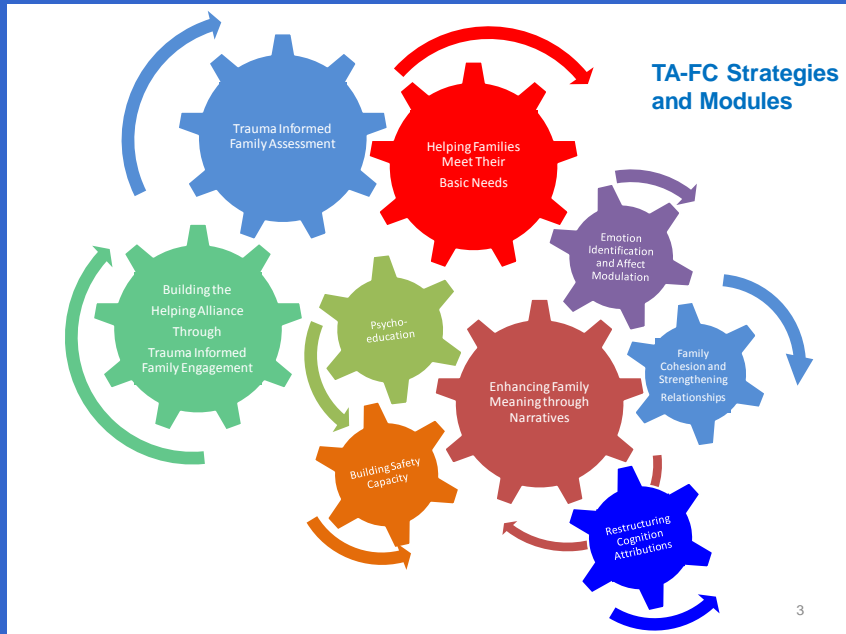 TA-FC Strategies
and Modules
Trauma Informed
Family Assessment
Helping Families
Meet Their
Basic Needs
Emotion
Identification
and Affect
Modulation
Building the
Helping Alliance
Through
Trauma Informed
Family Engagement
Psycho-
education
Family
Cohesion and
Strengthening
Relationships
Enhancing Family
Meaning through
Narratives
Building Safety
Capacity
Restructuring
Cognition
Attributions
3